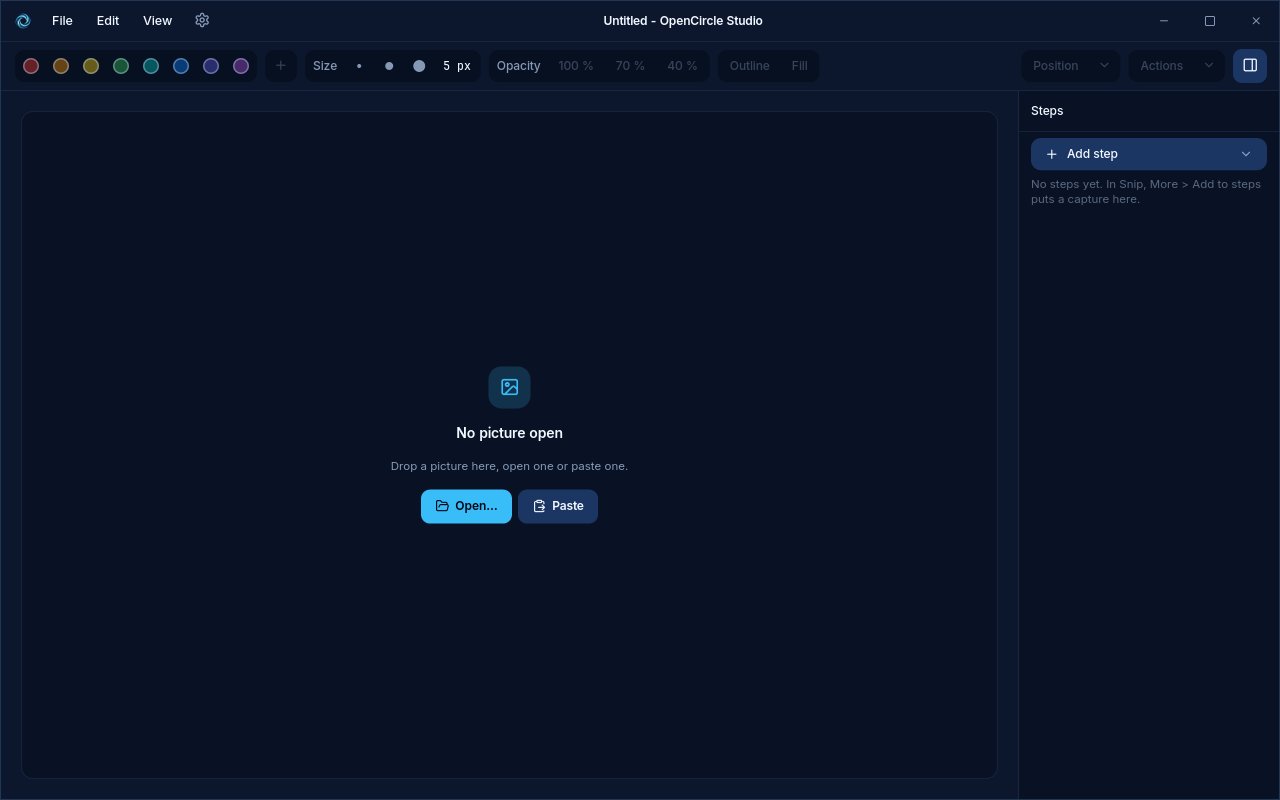 File Edit View Untitled - OpenCircle Studio
Size 5 px Opacity 100 % 70 % 40 % Outline Fill Position Actions
Steps
Add step
No steps yet. In Snip, More > Add to steps
puts a capture here.
No picture open
Drop a picture here, open one or paste one.
Open... Paste